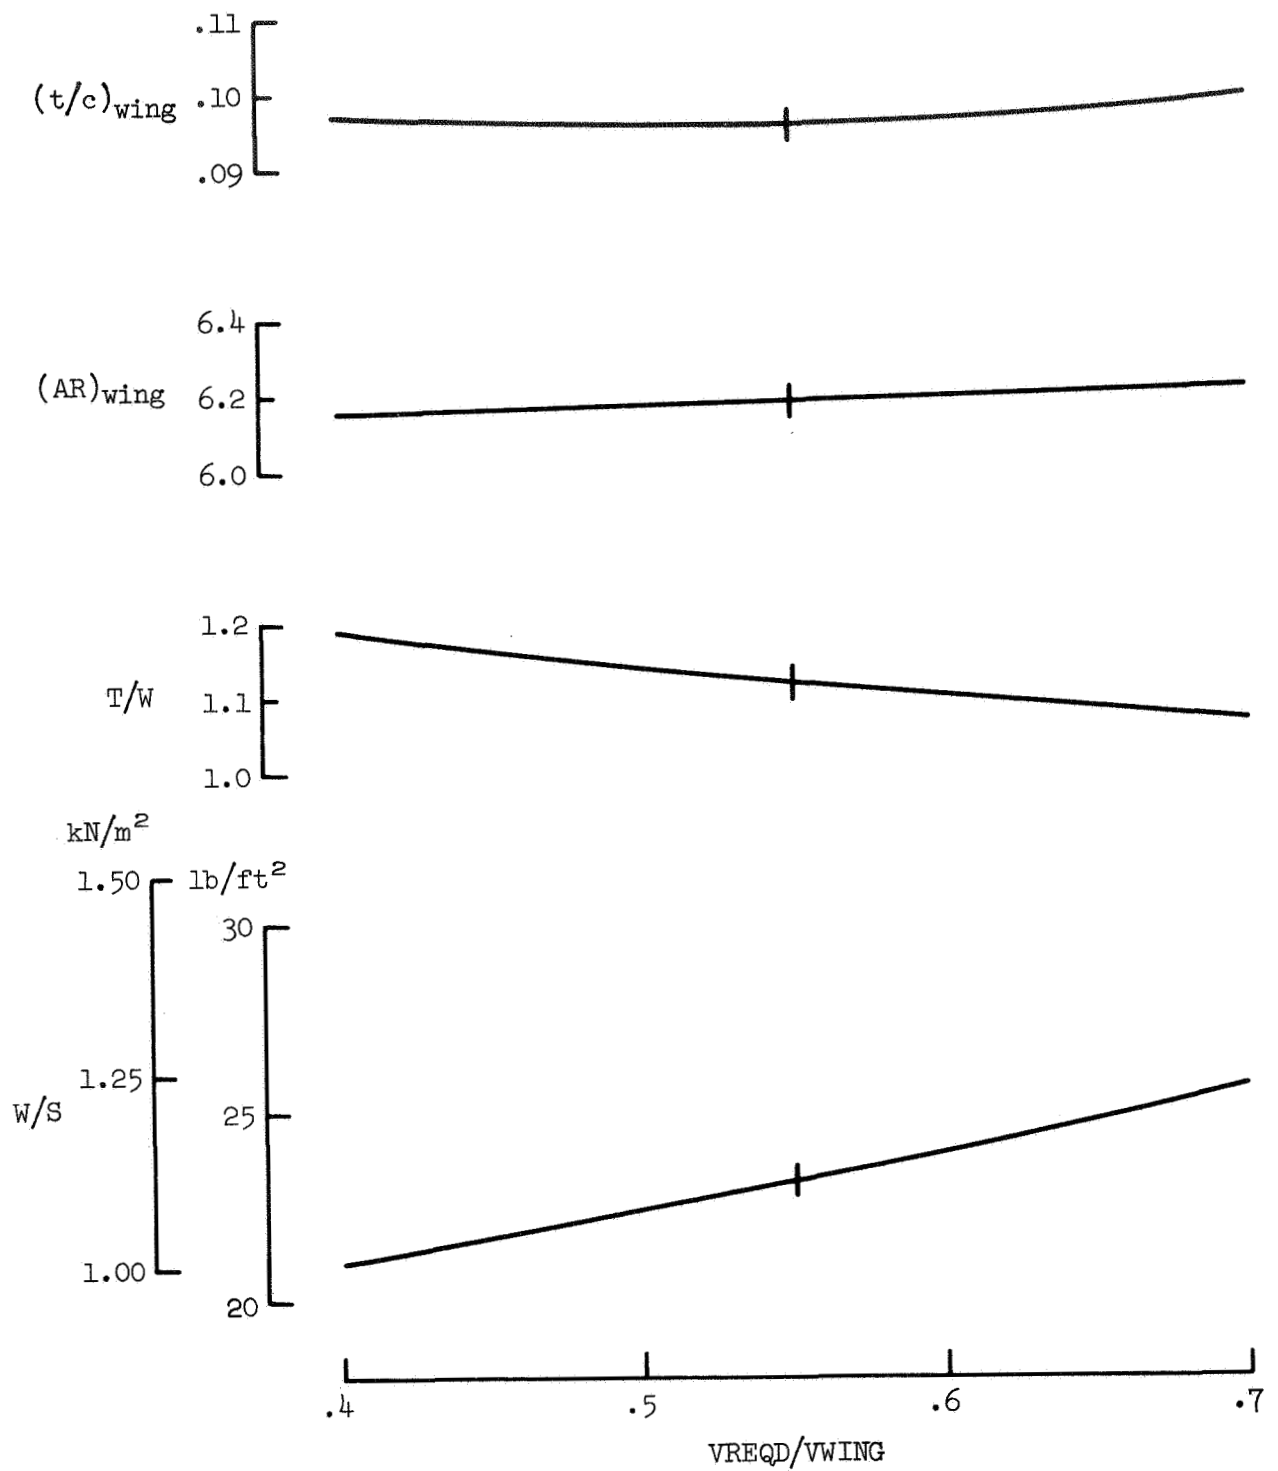 .11
(t/c)wing .10
.09
6.4
(AR)wing 6.2
6.0
1.2
T/W 1.1
1.0
kN/m²
1.50 lb/ft²
30
1.25
W/S 25
1.00
20
.4 .5 .6 .7
VREQD/VWING